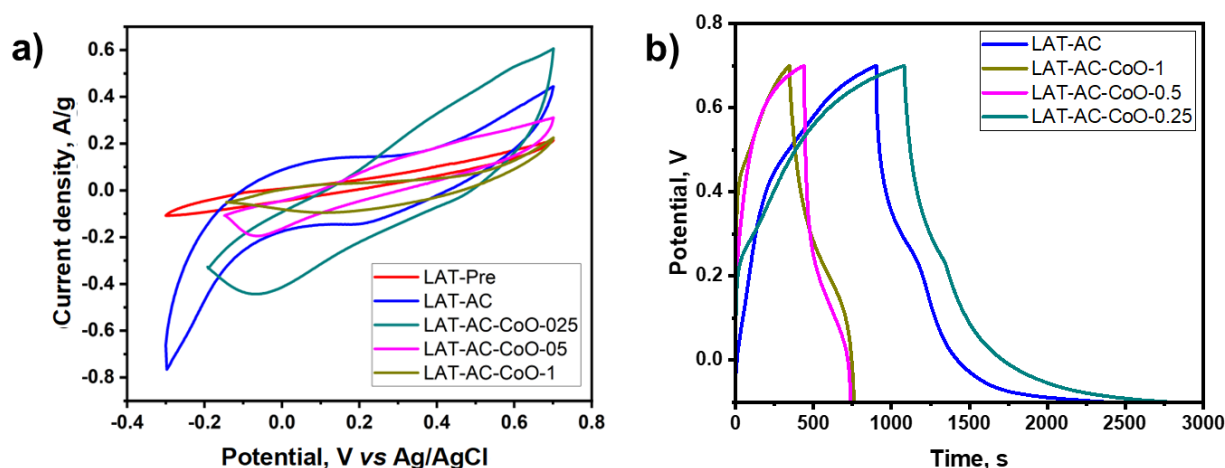 a)
Current density, A/g
0.6
0.4
0.2
0.0
-0.2
-0.4
-0.6
-0.8
LAT-Pre
LAT-AC
LAT-AC-CoO-025
LAT-AC-CoO-05
LAT-AC-CoO-1
-0.4 -0.2 0.0 0.2 0.4 0.6 0.8
Potential, V vs Ag/AgCl
b)
Potential, V
0.8
0.6
0.4
0.2
0.0
LAT-AC
LAT-AC-CoO-1
LAT-AC-CoO-0.5
LAT-AC-CoO-0.25
0 500 1000 1500 2000 2500 3000
Time, s